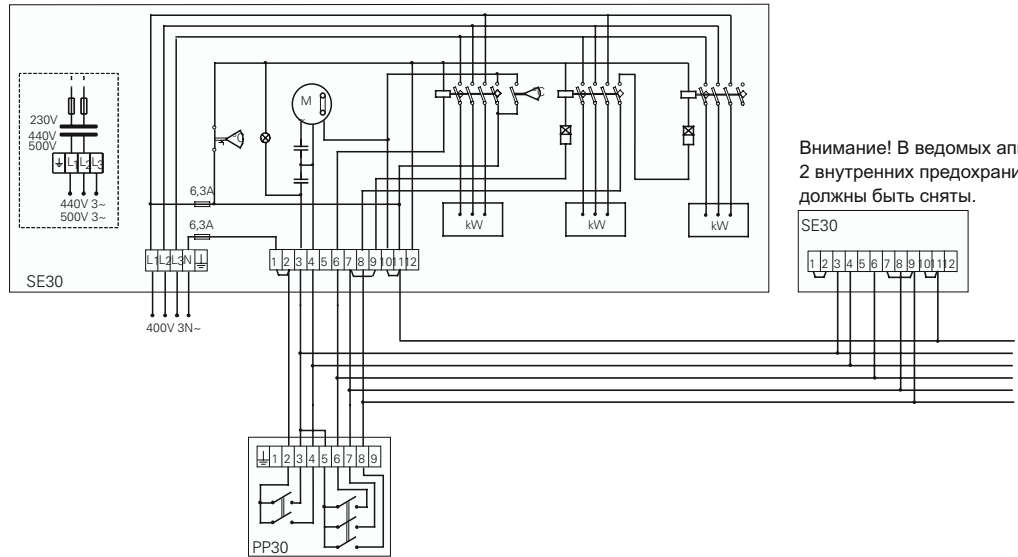 230V
440V
500V
L1 L2 L3
440V 3~
500V 3~
M
6,3A
6,3A
kW
kW
kW
L1 L2 L3 N
1 2 3 4 5 6 7 8 9 10 11 12
SE30
400V 3N~
Внимание! В ведомых ап
2 внутренних предохрани
должны быть сняты.
SE30
1 2 3 4 5 6 7 8 9 10 11 12
1 2 3 4 5 6 7 8 9
PP30